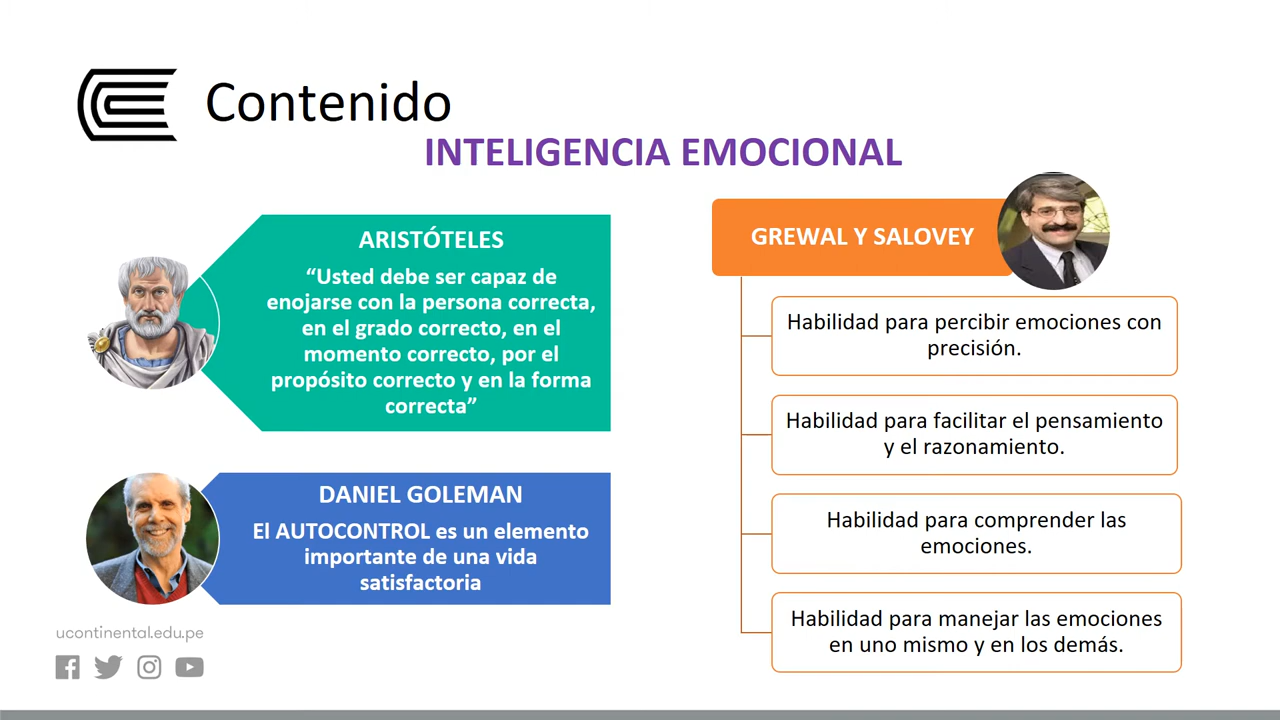 Contenido
INTELIGENCIA EMOCIONAL
ARISTÓTELES
“Usted debe ser capaz de
enojarse con la persona correcta,
en el grado correcto, en el
momento correcto, por el
propósito correcto y en la forma
correcta”
DANIEL GOLEMAN
El AUTOCONTROL es un elemento
importante de una vida
satisfactoria
GREWAL Y SALOVEY
Habilidad para percibir emociones con
precisión.
Habilidad para facilitar el pensamiento
y el razonamiento.
Habilidad para comprender las
emociones.
Habilidad para manejar las emociones
en uno mismo y en los demás.
ucontinental.edu.pe